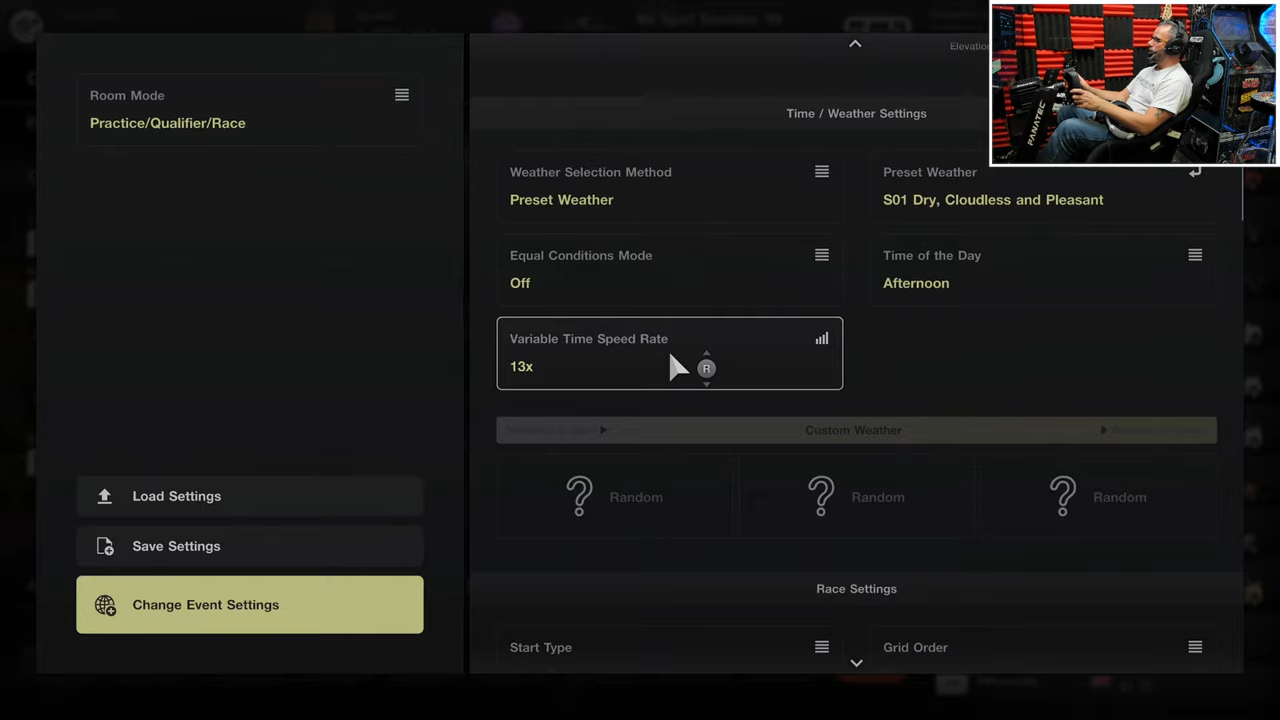 Room Mode
Practice/Qualifier/Race
Load Settings
Save Settings
Change Event Settings
Time / Weather Settings
Weather Selection Method
Preset Weather
Preset Weather
S01 Dry, Cloudless and Pleasant
Equal Conditions Mode
Off
Time of the Day
Afternoon
Variable Time Speed Rate
13x
R
Custom Weather
Random
Random
Random
Race Settings
Start Type
Grid Order
FANATEC